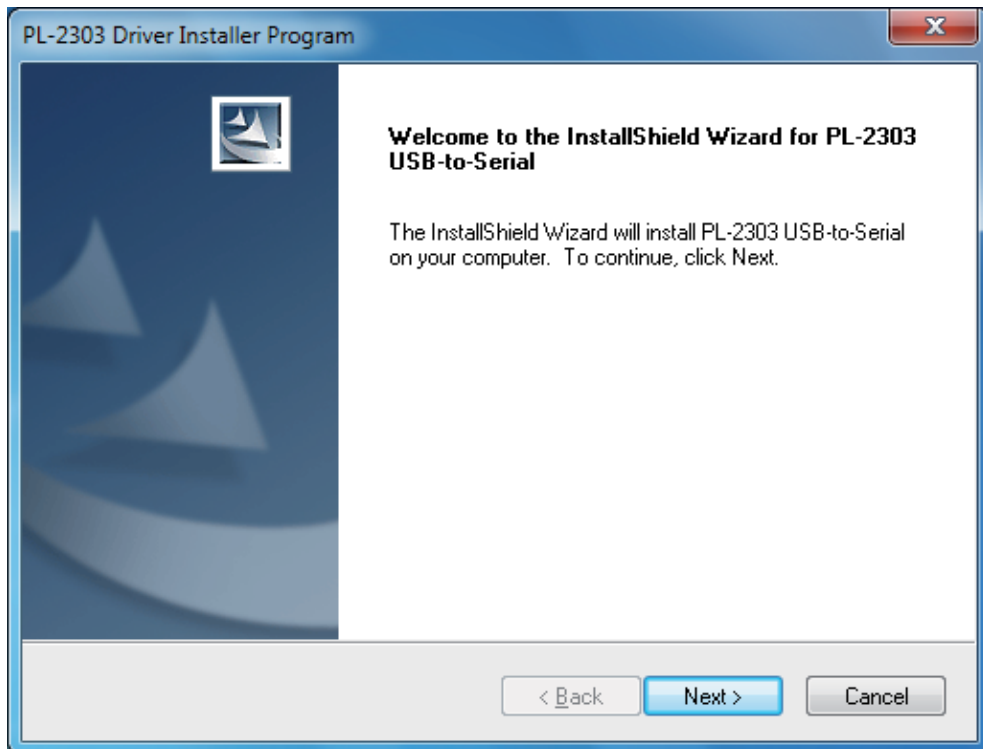 PL-2303 Driver Installer Program
Welcome to the InstallShield Wizard for PL-2303
USB-to-Serial
The InstallShield Wizard will install PL-2303 USB-to-Serial
on your computer.  To continue, click Next.
< Back
Next >
Cancel